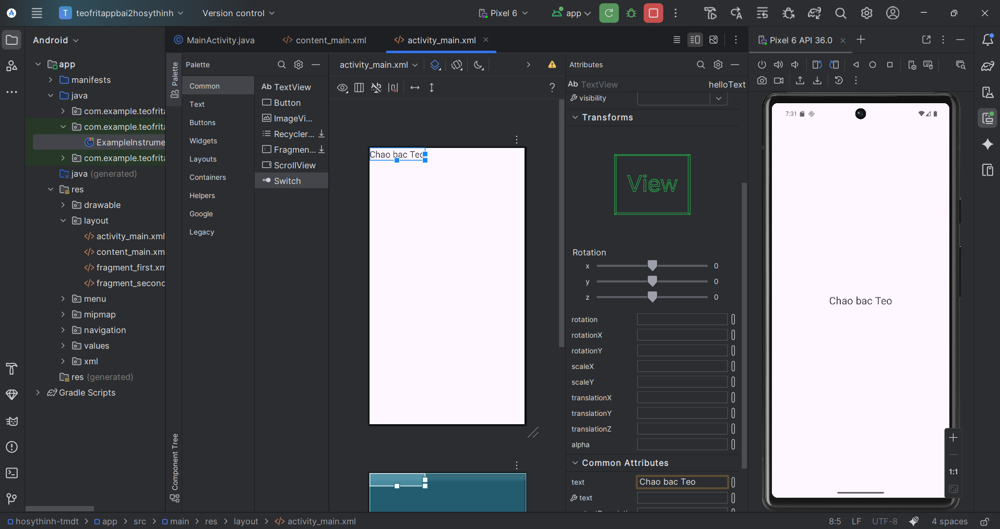 T teofritappbai2hosythinh Version control Pixel 6 app
Android
MainActivity.java content_main.xml activity_main.xml
Pixel 6 API 36.0
app
manifests
java
com.example.teofrita
com.example.teofrita
ExampleInstrume
com.example.teofrita
java (generated)
res
drawable
layout
activity_main.xml
content_main.xm
fragment_first.xm
fragment_second
menu
mipmap
navigation
values
xml
res (generated)
Gradle Scripts
Palette
Component Tree
Palette
Common
Text
Buttons
Widgets
Layouts
Containers
Helpers
Google
Legacy
Ab TextView
Button
ImageVi...
Recycler...
Fragmen...
ScrollView
Switch
activity_main.xml
?
Chao bac Teo
Attributes
Ab TextView helloText
visibility
Transforms
View
Rotation
x 0
y 0
z 0
rotation
rotationX
rotationY
scaleX
scaleY
translationX
translationY
translationZ
alpha
Common Attributes
text Chao bac Teo
text
7:31
Chao bac Teo
1:1
hosythinh-tmdt > app > src > main > res > layout > activity_main.xml
8:5 LF UTF-8 4 spaces